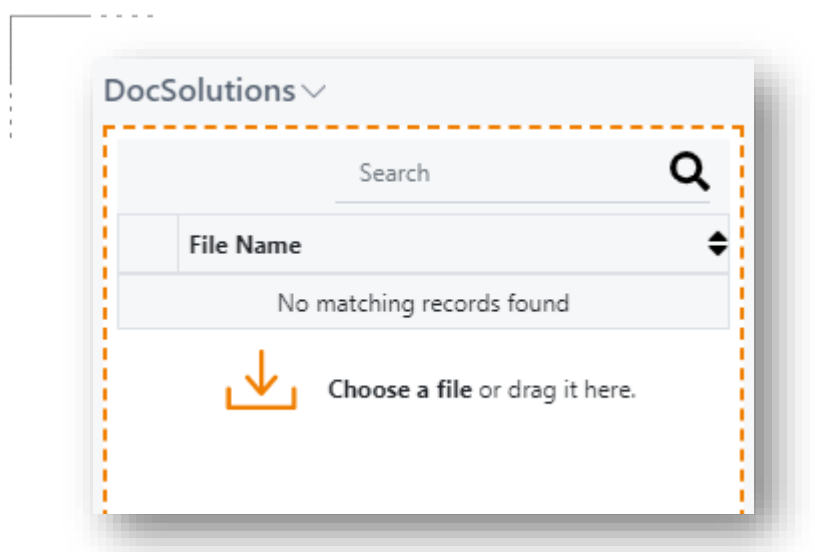 DocSolutions
Search
File Name
No matching records found
Choose a file or drag it here.